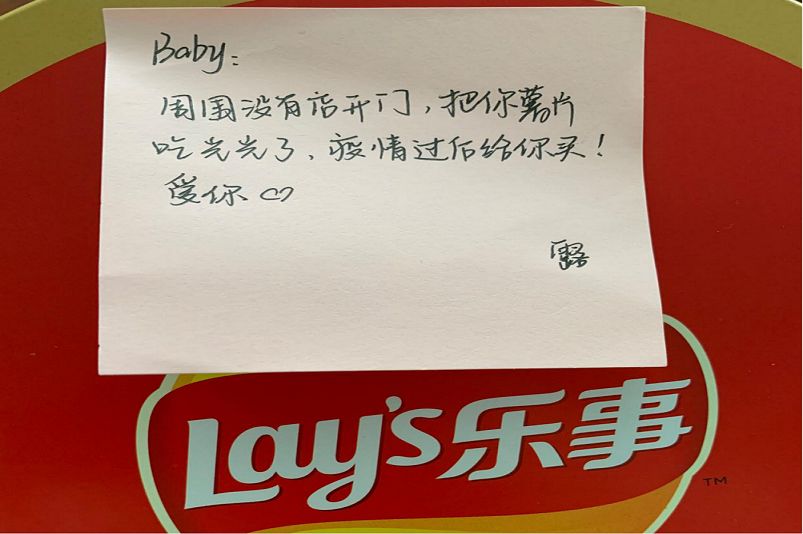 Baby:
周围没有店开门，把你薯片
吃光光了，疫情过后给你买！
爱你♡
露
Lay's乐事
TM